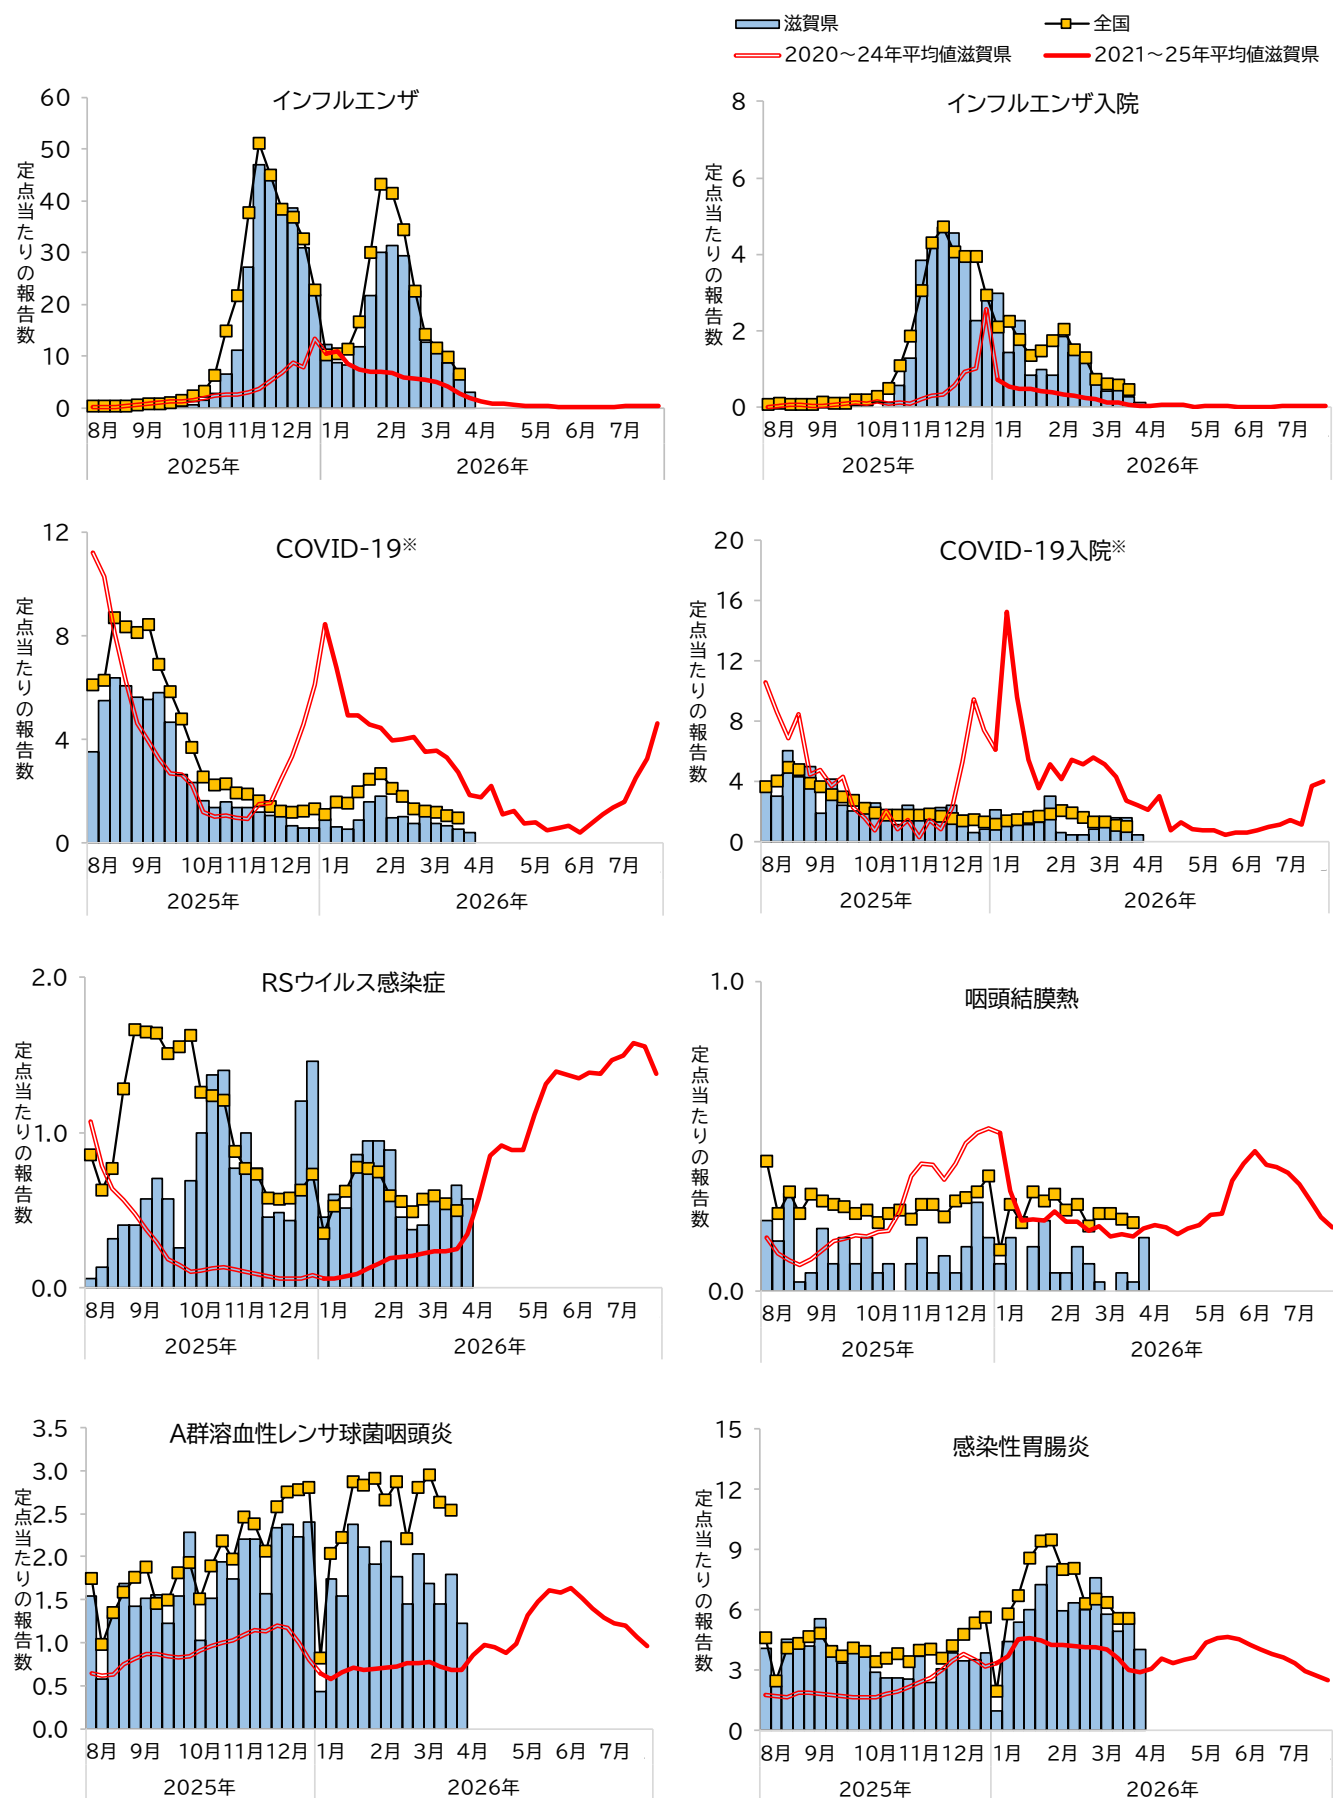 滋賀県 全国
2020～24年平均値滋賀県 2021～25年平均値滋賀県
インフルエンザ
定点当たりの報告数
60
50
40
30
20
10
0
8月 9月 10月 11月 12月 1月 2月 3月 4月 5月 6月 7月
2025年 2026年
インフルエンザ入院
定点当たりの報告数
8
6
4
2
0
8月 9月 10月 11月 12月 1月 2月 3月 4月 5月 6月 7月
2025年 2026年
COVID-19※
定点当たりの報告数
12
8
4
0
8月 9月 10月 11月 12月 1月 2月 3月 4月 5月 6月 7月
2025年 2026年
COVID-19入院※
定点当たりの報告数
20
16
12
8
4
0
8月 9月 10月 11月 12月 1月 2月 3月 4月 5月 6月 7月
2025年 2026年
RSウイルス感染症
定点当たりの報告数
2.0
1.0
0.0
8月 9月 10月 11月 12月 1月 2月 3月 4月 5月 6月 7月
2025年 2026年
咽頭結膜熱
定点当たりの報告数
1.0
0.0
8月 9月 10月 11月 12月 1月 2月 3月 4月 5月 6月 7月
2025年 2026年
A群溶血性レンサ球菌咽頭炎
定点当たりの報告数
3.5
3.0
2.5
2.0
1.5
1.0
0.5
0.0
8月 9月 10月 11月 12月 1月 2月 3月 4月 5月 6月 7月
2025年 2026年
感染性胃腸炎
定点当たりの報告数
15
12
9
6
3
0
8月 9月 10月 11月 12月 1月 2月 3月 4月 5月 6月 7月
2025年 2026年